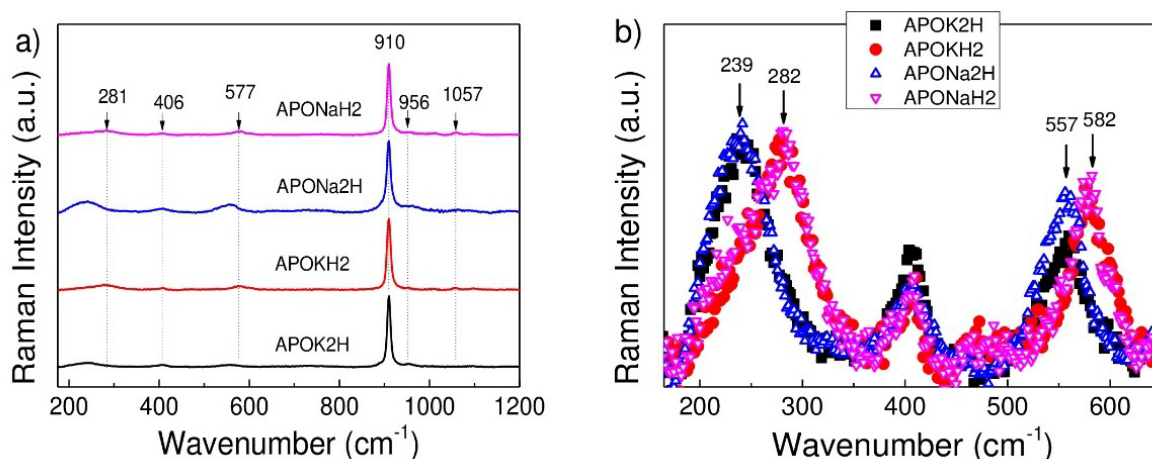 a)
910
281
406
577
956
1057
APONaH2
APONa2H
APOKH2
APOK2H
Raman Intensity (a.u.)
200 400 600 800 1000 1200
Wavenumber (cm-1)
b)
APOK2H
APOKH2
APONa2H
APONaH2
239
282
557
582
Raman Intensity (a.u.)
200 300 400 500 600
Wavenumber (cm-1)